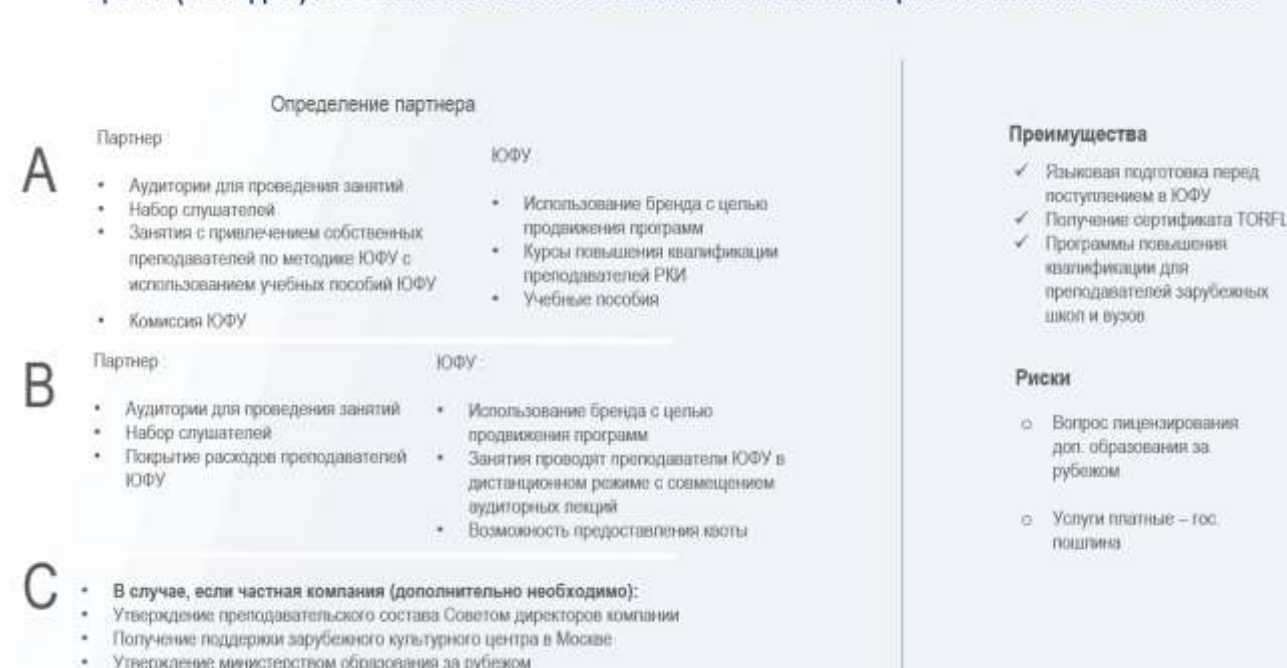 Определение партнера
A
Партнер :
• Аудитории для проведения занятий
• Набор слушателей
• Занятия с привлечением собственных
преподавателей по методике ЮФУ с
использованием учебных пособий ЮФУ
• Комиссия ЮФУ
ЮФУ :
• Использование бренда с целью
продвижения программ
• Курсы повышения квалификации
преподавателей РКИ
• Учебные пособия
B
Партнер :
• Аудитории для проведения занятий
• Набор слушателей
• Покрытие расходов преподавателей
ЮФУ
ЮФУ :
• Использование бренда с целью
продвижения программ
• Занятия проводят преподаватели ЮФУ в
дистанционном режиме с совмещением
аудиторных лекций
• Возможность предоставления квоты
C
• В случае, если частная компания (дополнительно необходимо):
• Утверждение преподавательского состава Советом директоров компании
• Получение поддержки зарубежного культурного центра в Москве
• Утверждение министерством образования за рубежом
Преимущества
✓ Языковая подготовка перед
поступлением в ЮФУ
✓ Получение сертификата TORFL
✓ Программы повышения
квалификации для
преподавателей зарубежных
школ и вузов
Риски
o Вопрос лицензирования
доп. образования за
рубежом
o Услуги платные – гос.
пошлина